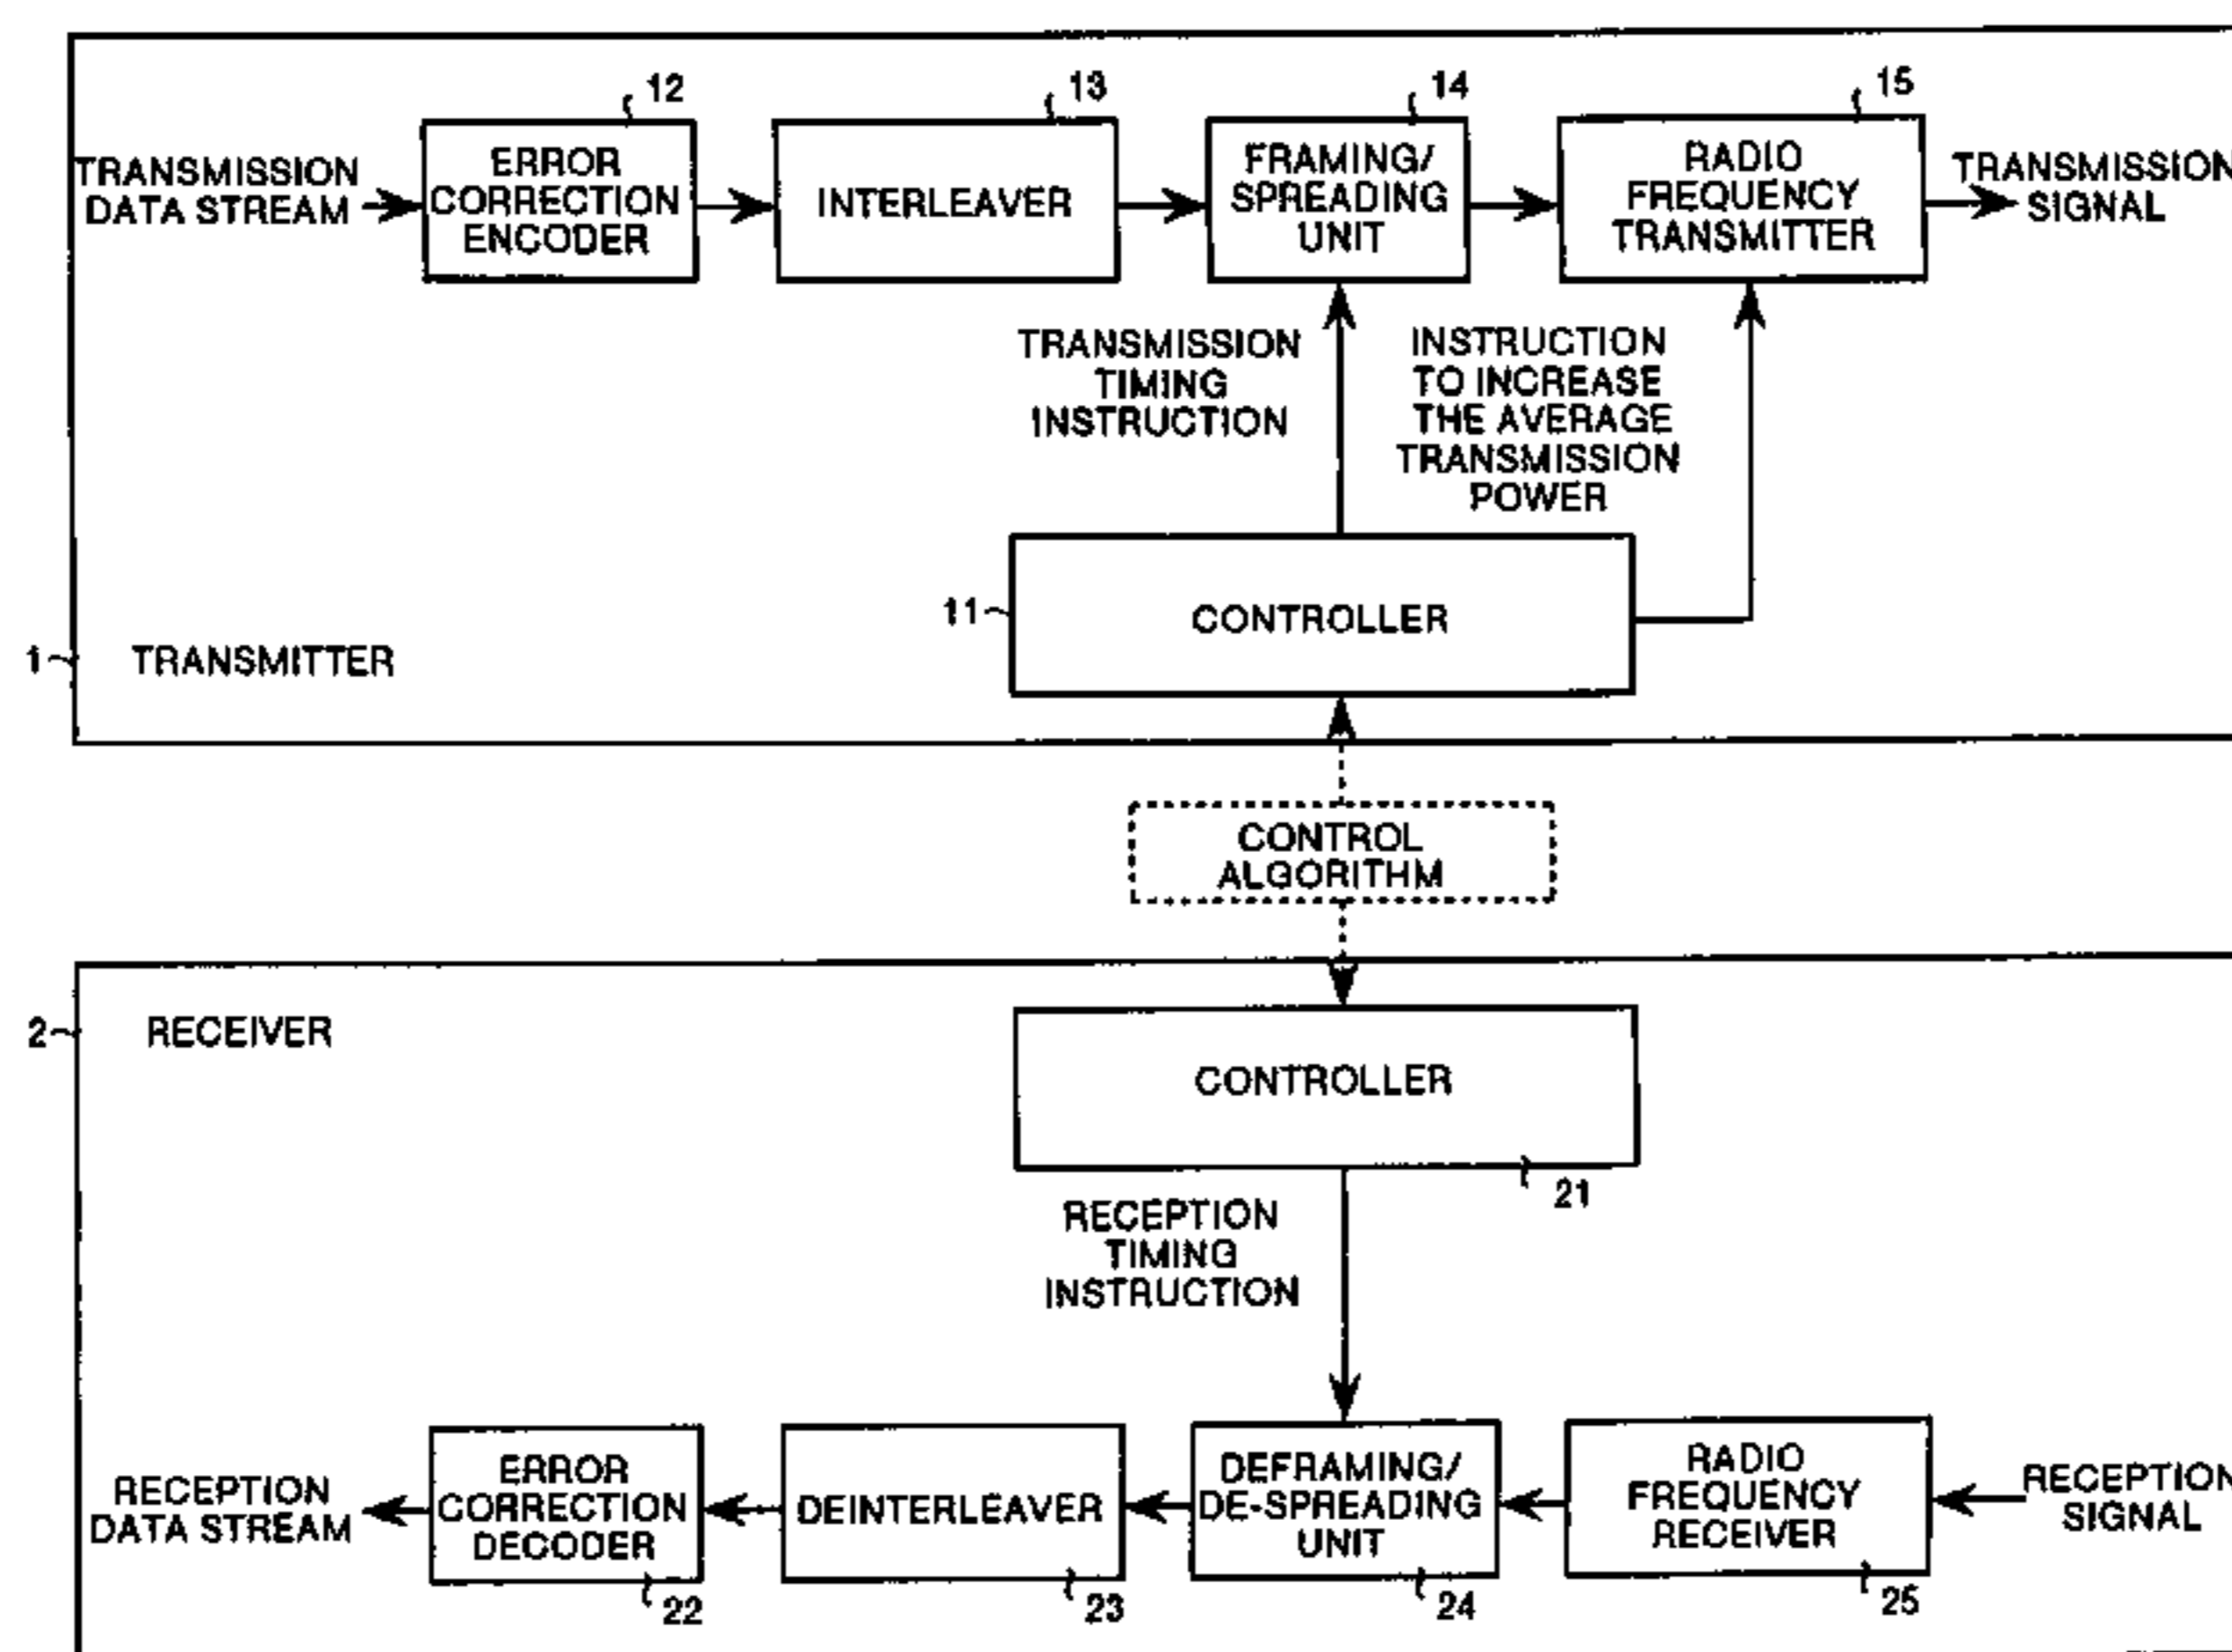 12
13
14
15
TRANSMISSION
DATA STREAM
ERROR
CORRECTION
ENCODER
INTERLEAVER
FRAMING/
SPREADING
UNIT
RADIO
FREQUENCY
TRANSMITTER
TRANSMISSION
SIGNAL
TRANSMISSION
TIMING
INSTRUCTION
INSTRUCTION
TO INCREASE
THE AVERAGE
TRANSMISSION
POWER
11
CONTROLLER
1
TRANSMITTER
CONTROL
ALGORITHM
2
RECEIVER
CONTROLLER
21
RECEPTION
TIMING
INSTRUCTION
RECEPTION
DATA STREAM
ERROR
CORRECTION
DECODER
DEINTERLEAVER
DEFRAMING/
DE-SPREADING
UNIT
RADIO
FREQUENCY
RECEIVER
RECEPTION
SIGNAL
22
23
24
25